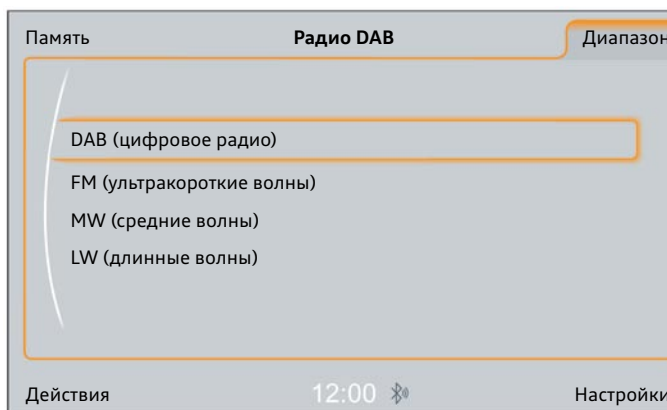 Память
Радио DAB
Диапазон
DAB (цифровое радио)
FM (ультракороткие волны)
MW (средние волны)
LW (длинные волны)
Действия
12:00
Настройки